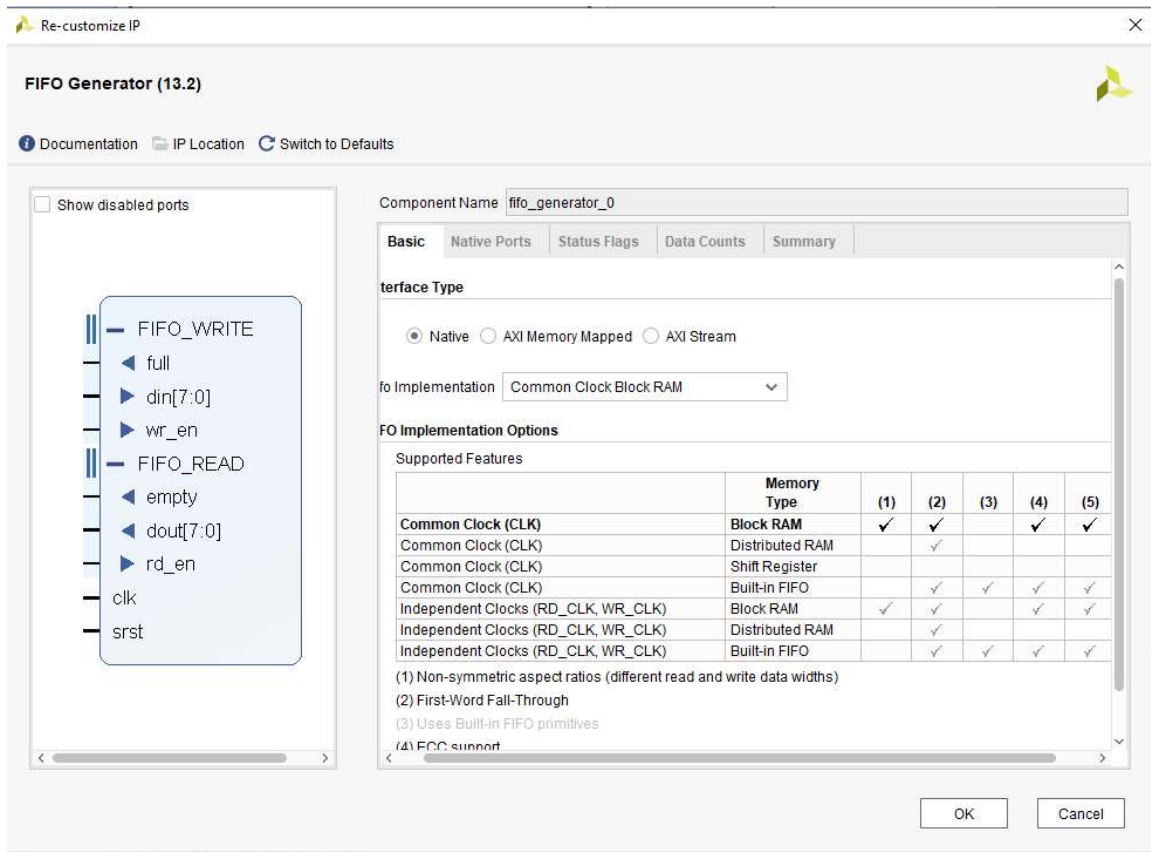 Re-customize IP
FIFO Generator (13.2)
Documentation IP Location Switch to Defaults
Show disabled ports
FIFO_WRITE
full
din[7:0]
wr_en
FIFO_READ
empty
dout[7:0]
rd_en
clk
srst
Component Name fifo_generator_0
Basic Native Ports Status Flags Data Counts Summary
terface Type
Native AXI Memory Mapped AXI Stream
fo Implementation Common Clock Block RAM
FO Implementation Options
Supported Features
Memory
Type (1) (2) (3) (4) (5)
Common Clock (CLK) Block RAM ✓ ✓ ✓ ✓
Common Clock (CLK) Distributed RAM ✓
Common Clock (CLK) Shift Register
Common Clock (CLK) Built-in FIFO ✓ ✓ ✓ ✓
Independent Clocks (RD_CLK, WR_CLK) Block RAM ✓ ✓ ✓ ✓
Independent Clocks (RD_CLK, WR_CLK) Distributed RAM ✓
Independent Clocks (RD_CLK, WR_CLK) Built-in FIFO ✓ ✓ ✓ ✓
(1) Non-symmetric aspect ratios (different read and write data widths)
(2) First-Word Fall-Through
(3) Uses Built-in FIFO primitives
(4) ECC support
OK Cancel